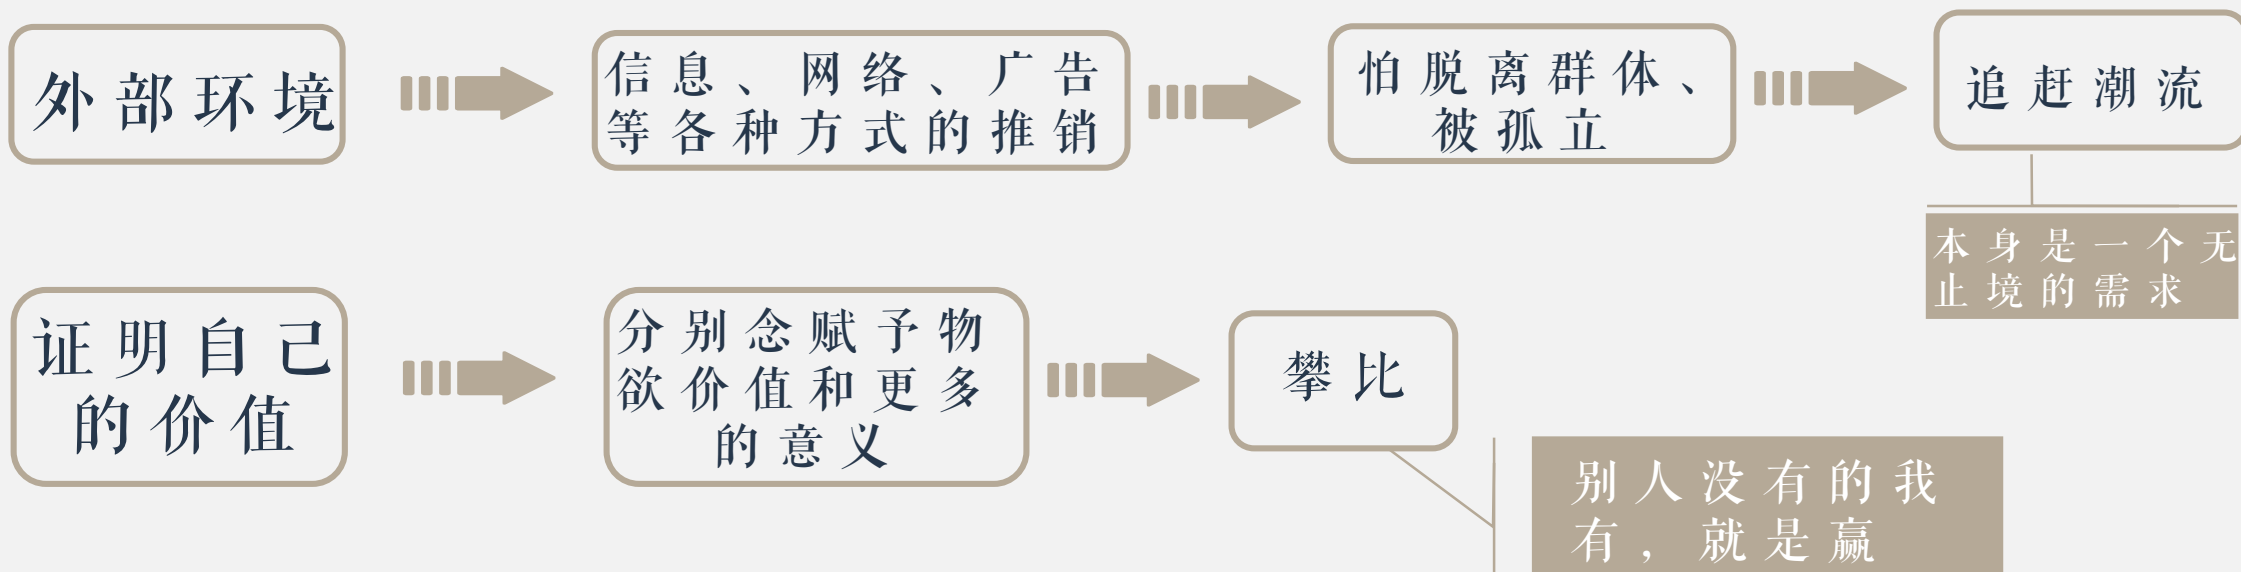 外部环境
信息、网络、广告
等各种方式的推销
怕脱离群体、
被孤立
追赶潮流
本身是一个无
止境的需求
证明自己
的价值
分别念赋予物
欲价值和更多
的意义
攀比
别人没有的我
有，就是赢